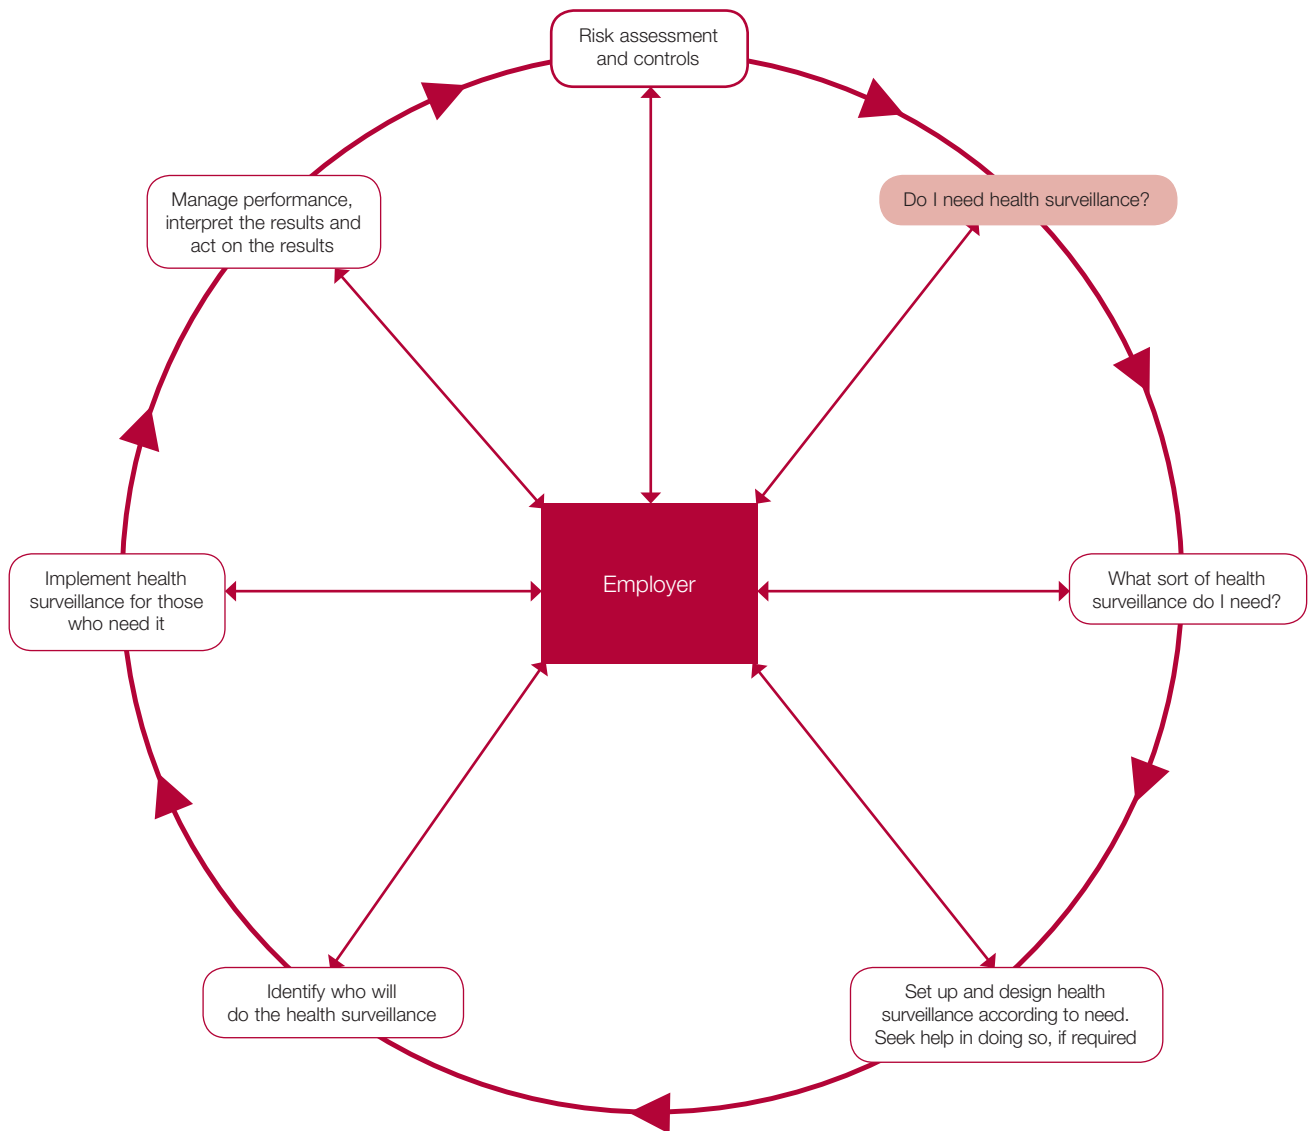 Risk assessment
and controls
Do I need health surveillance?
What sort of health
surveillance do I need?
Set up and design health
surveillance according to need.
Seek help in doing so, if required
Identify who will
do the health surveillance
Implement health
surveillance for those
who need it
Manage performance,
interpret the results and
act on the results
Employer